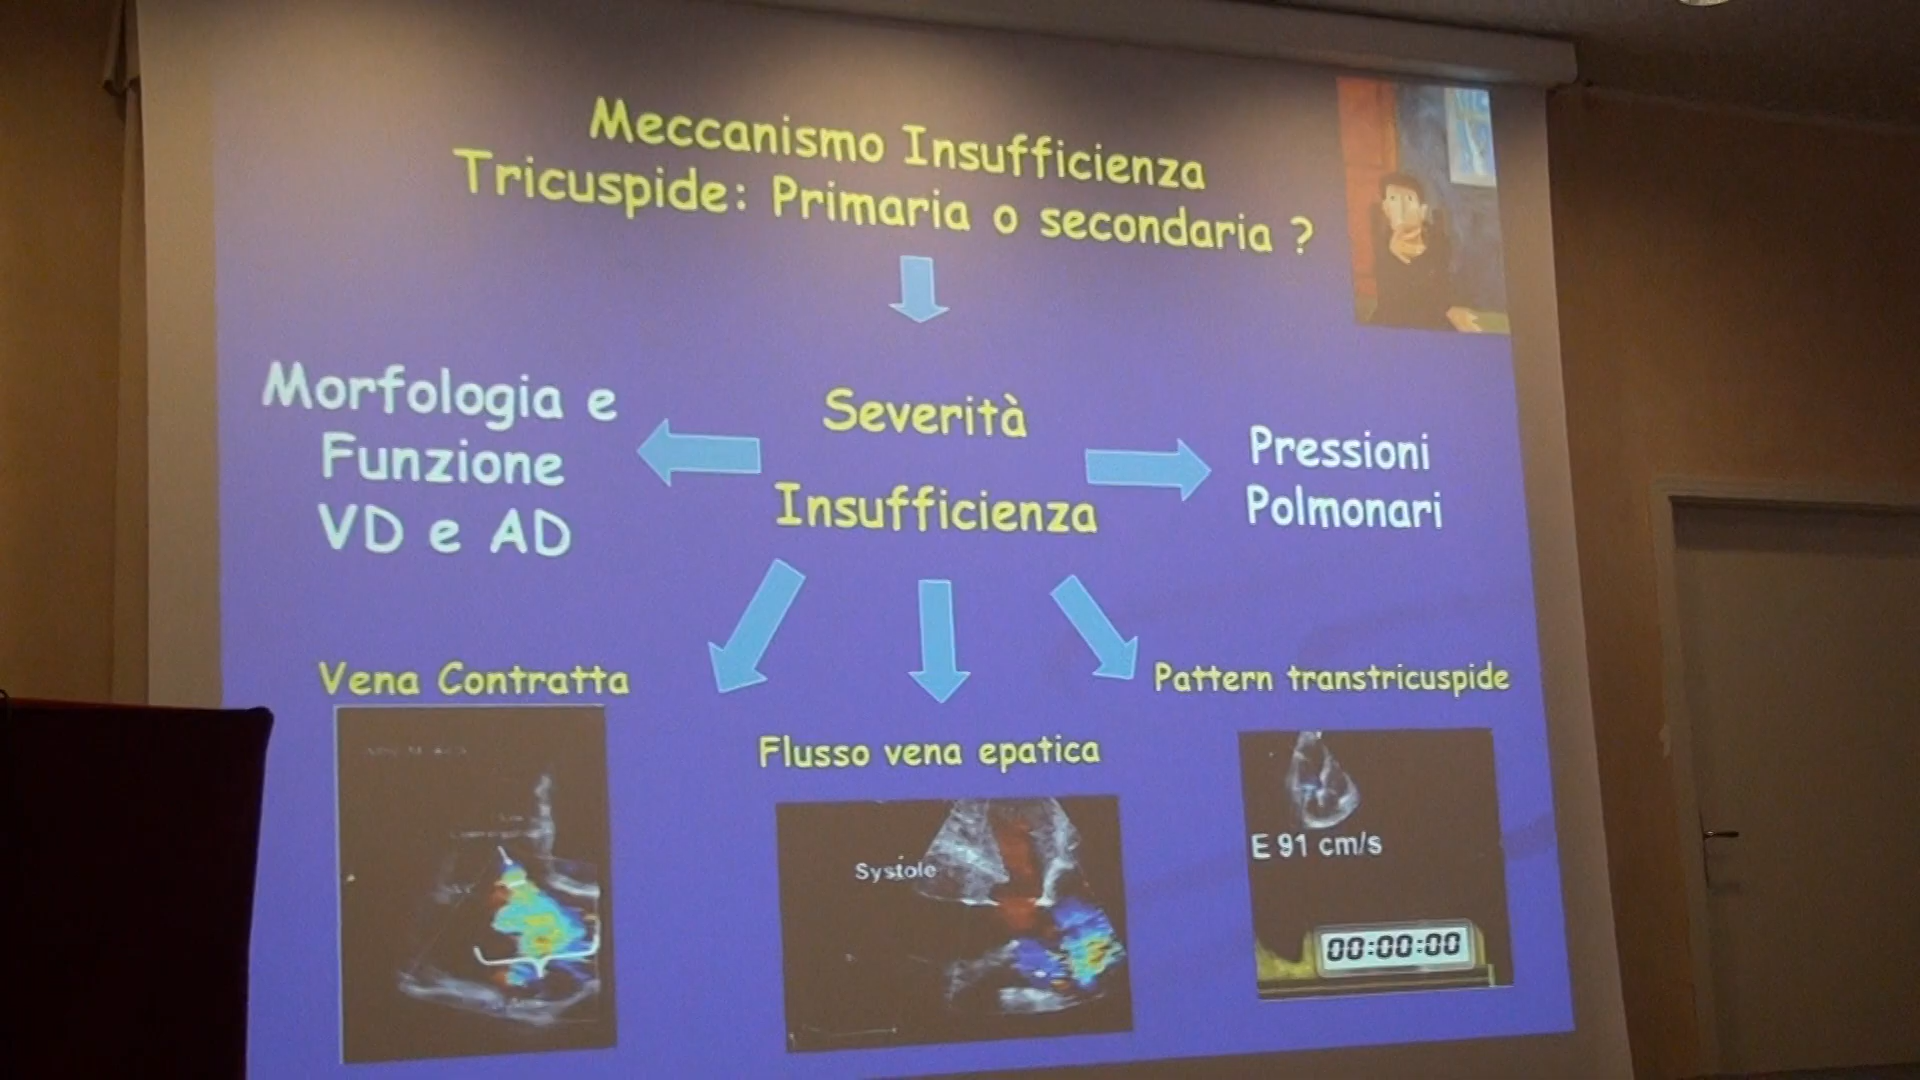 Meccanismo Insufficienza
Tricuspide: Primaria o secondaria ?
Morfologia e
Funzione
VD e AD
Severità
Insufficienza
Pressioni
Polmonari
Vena Contratta
Flusso vena epatica
Pattern transtricuspide
Systole
E 91 cm/s
00:00:00